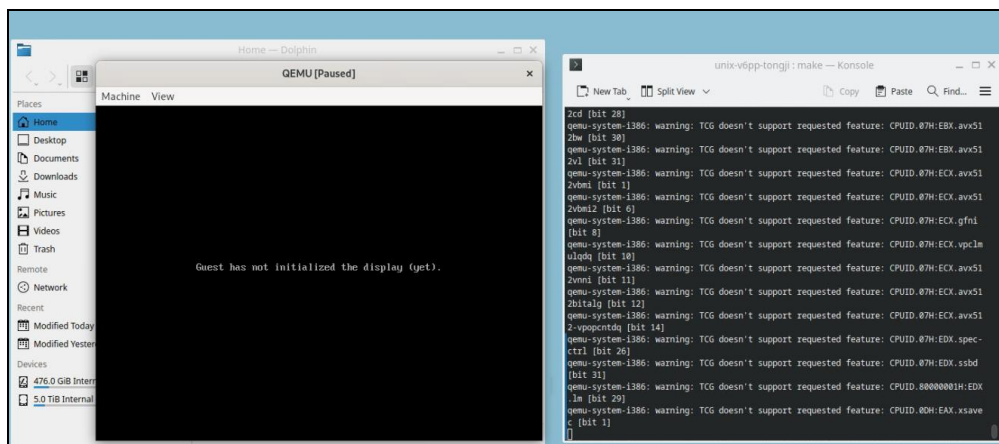 Home — Dolphin
QEMU [Paused]
Machine View
Places
Home
Desktop
Documents
Downloads
Music
Pictures
Videos
Trash
Remote
Network
Recent
Modified Today
Modified Yester
Devices
476.0 GiB Intern
5.0 TiB Internal
Guest has not initialized the display (yet).
unix-v6pp-tongji : make — Konsole
New Tab Split View Copy Paste Find...
2cd [bit 28]
qemu-system-i386: warning: TCG doesn't support requested feature: CPUID.07H:EBX.avx51
2bw [bit 30]
qemu-system-i386: warning: TCG doesn't support requested feature: CPUID.07H:EBX.avx51
2vl [bit 31]
qemu-system-i386: warning: TCG doesn't support requested feature: CPUID.07H:ECX.avx51
2vbmi [bit 1]
qemu-system-i386: warning: TCG doesn't support requested feature: CPUID.07H:ECX.avx51
2vbmi2 [bit 6]
qemu-system-i386: warning: TCG doesn't support requested feature: CPUID.07H:ECX.gfni
[bit 8]
qemu-system-i386: warning: TCG doesn't support requested feature: CPUID.07H:ECX.vpclm
ulqdq [bit 10]
qemu-system-i386: warning: TCG doesn't support requested feature: CPUID.07H:ECX.avx51
2vnni [bit 11]
qemu-system-i386: warning: TCG doesn't support requested feature: CPUID.07H:ECX.avx51
2bitalg [bit 12]
qemu-system-i386: warning: TCG doesn't support requested feature: CPUID.07H:ECX.avx51
2-vpopcntdq [bit 14]
qemu-system-i386: warning: TCG doesn't support requested feature: CPUID.07H:EDX.spec-
ctrl [bit 26]
qemu-system-i386: warning: TCG doesn't support requested feature: CPUID.07H:EDX.ssbd
[bit 31]
qemu-system-i386: warning: TCG doesn't support requested feature: CPUID.80000001H:EDX
.lm [bit 29]
qemu-system-i386: warning: TCG doesn't support requested feature: CPUID.0DH:EAX.xsave
c [bit 1]